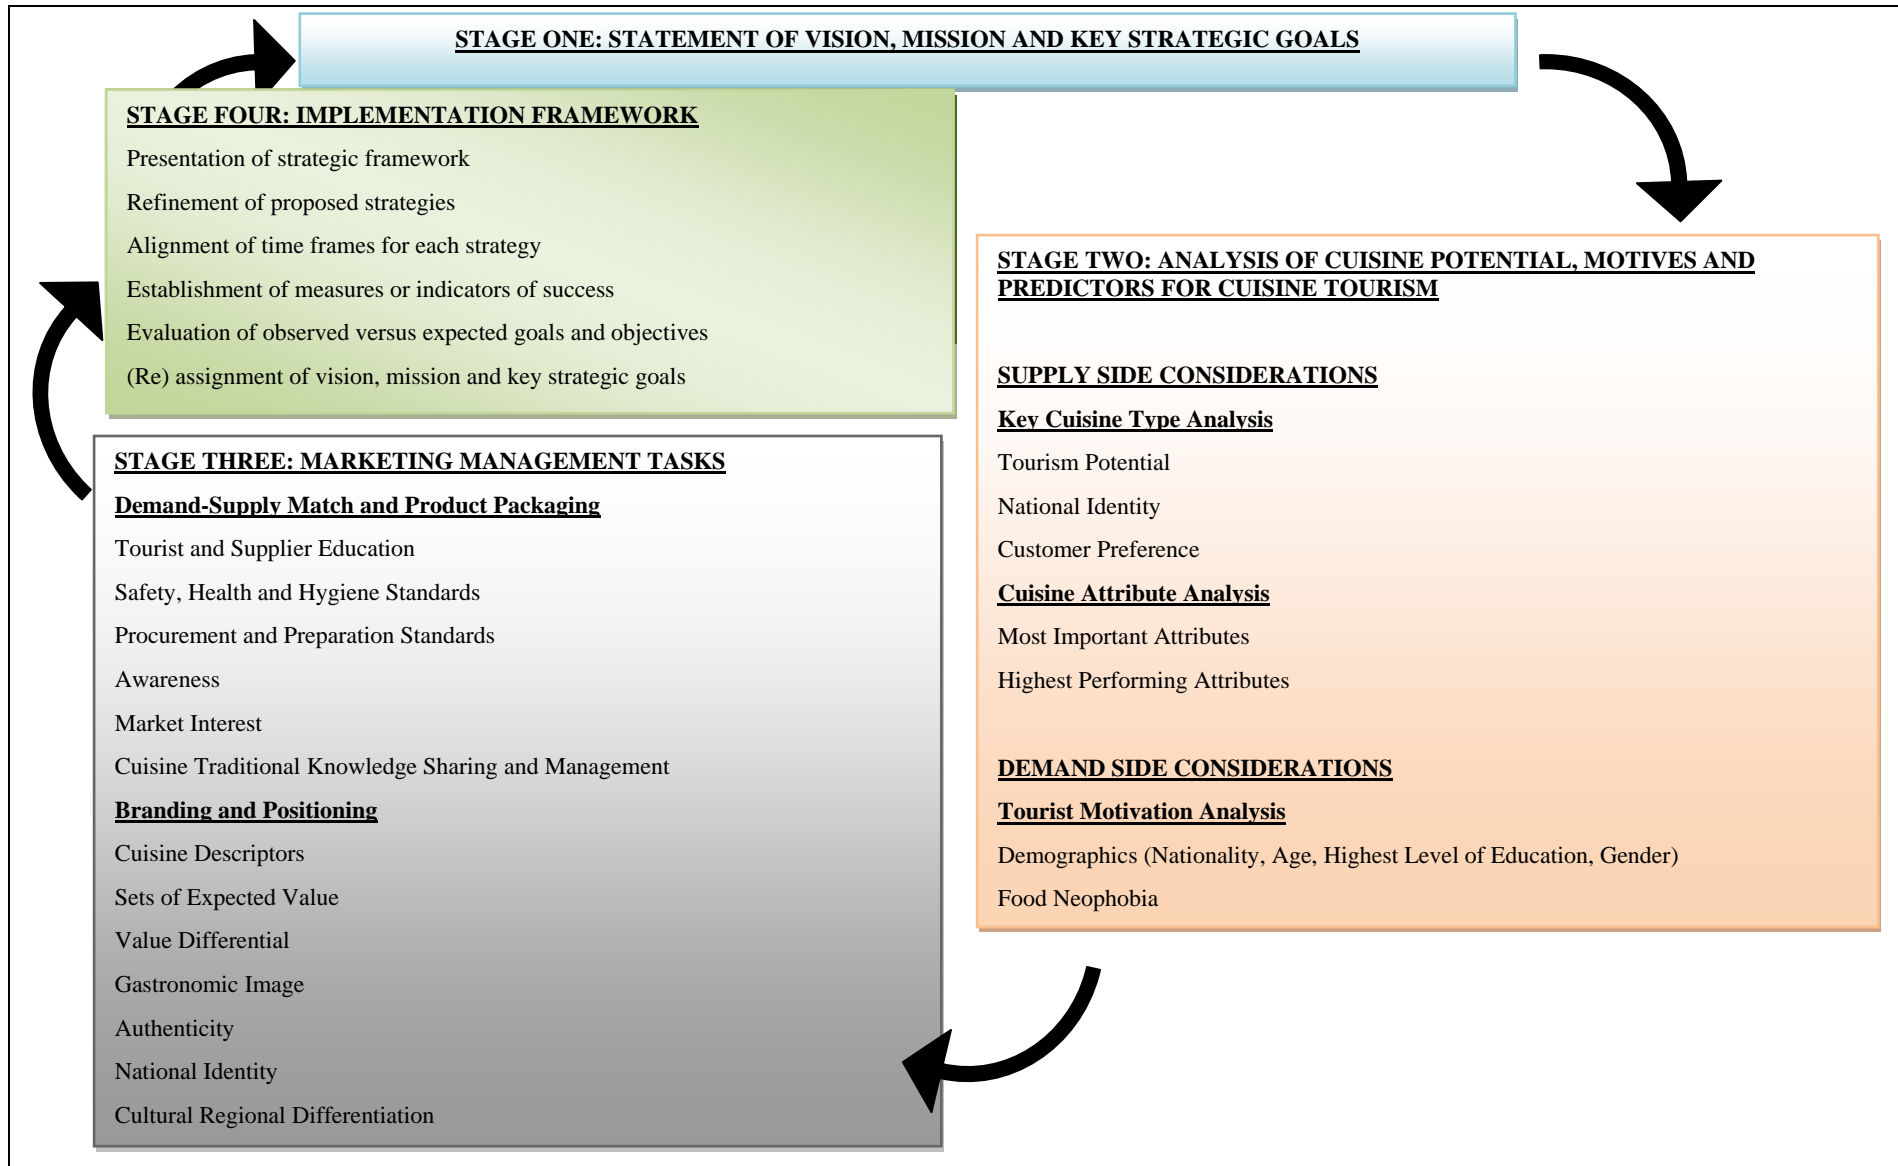 STAGE ONE: STATEMENT OF VISION, MISSION AND KEY STRATEGIC GOALS
STAGE TWO: ANALYSIS OF CUISINE POTENTIAL, MOTIVES AND
PREDICTORS FOR CUISINE TOURISM
SUPPLY SIDE CONSIDERATIONS
Key Cuisine Type Analysis
Tourism Potential
National Identity
Customer Preference
Cuisine Attribute Analysis
Most Important Attributes
Highest Performing Attributes
DEMAND SIDE CONSIDERATIONS
Tourist Motivation Analysis
Demographics (Nationality, Age, Highest Level of Education, Gender)
Food Neophobia
STAGE THREE: MARKETING MANAGEMENT TASKS
Demand-Supply Match and Product Packaging
Tourist and Supplier Education
Safety, Health and Hygiene Standards
Procurement and Preparation Standards
Awareness
Market Interest
Cuisine Traditional Knowledge Sharing and Management
Branding and Positioning
Cuisine Descriptors
Sets of Expected Value
Value Differential
Gastronomic Image
Authenticity
National Identity
Cultural Regional Differentiation
STAGE FOUR: IMPLEMENTATION FRAMEWORK
Presentation of strategic framework
Refinement of proposed strategies
Alignment of time frames for each strategy
Establishment of measures or indicators of success
Evaluation of observed versus expected goals and objectives
(Re) assignment of vision, mission and key strategic goals